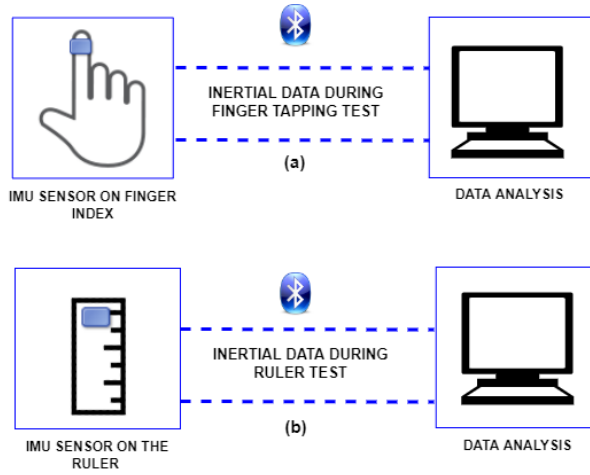 INERTIAL DATA DURING
FINGER TAPPING TEST
(a)
IMU SENSOR ON FINGER
INDEX
DATA ANALYSIS
INERTIAL DATA DURING
RULER TEST
(b)
IMU SENSOR ON THE
RULER
DATA ANALYSIS